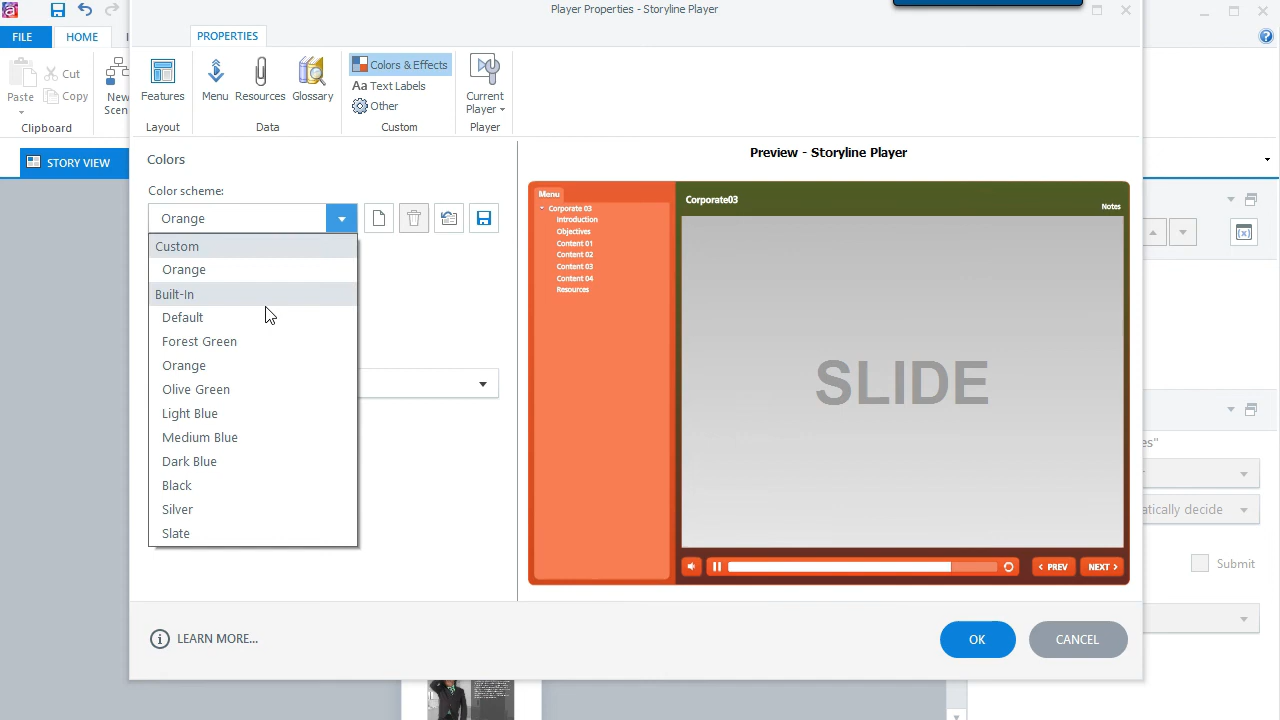 Player Properties - Storyline Player
FILE
HOME
PROPERTIES
Paste
Cut
Copy
Clipboard
New
Scen
Features
Layout
Menu
Resources
Glossary
Data
Colors & Effects
Aa Text Labels
Other
Custom
Current
Player
Player
STORY VIEW
Colors
Color scheme:
Orange
Custom
Orange
Built-In
Default
Forest Green
Orange
Olive Green
Light Blue
Medium Blue
Dark Blue
Black
Silver
Slate
Preview - Storyline Player
Menu
Corporate 03
Introduction
Objectives
Content 01
Content 02
Content 03
Content 04
Resources
Corporate03
Notes
SLIDE
PREV
NEXT
LEARN MORE...
OK
CANCEL
es"
atically decide
Submit